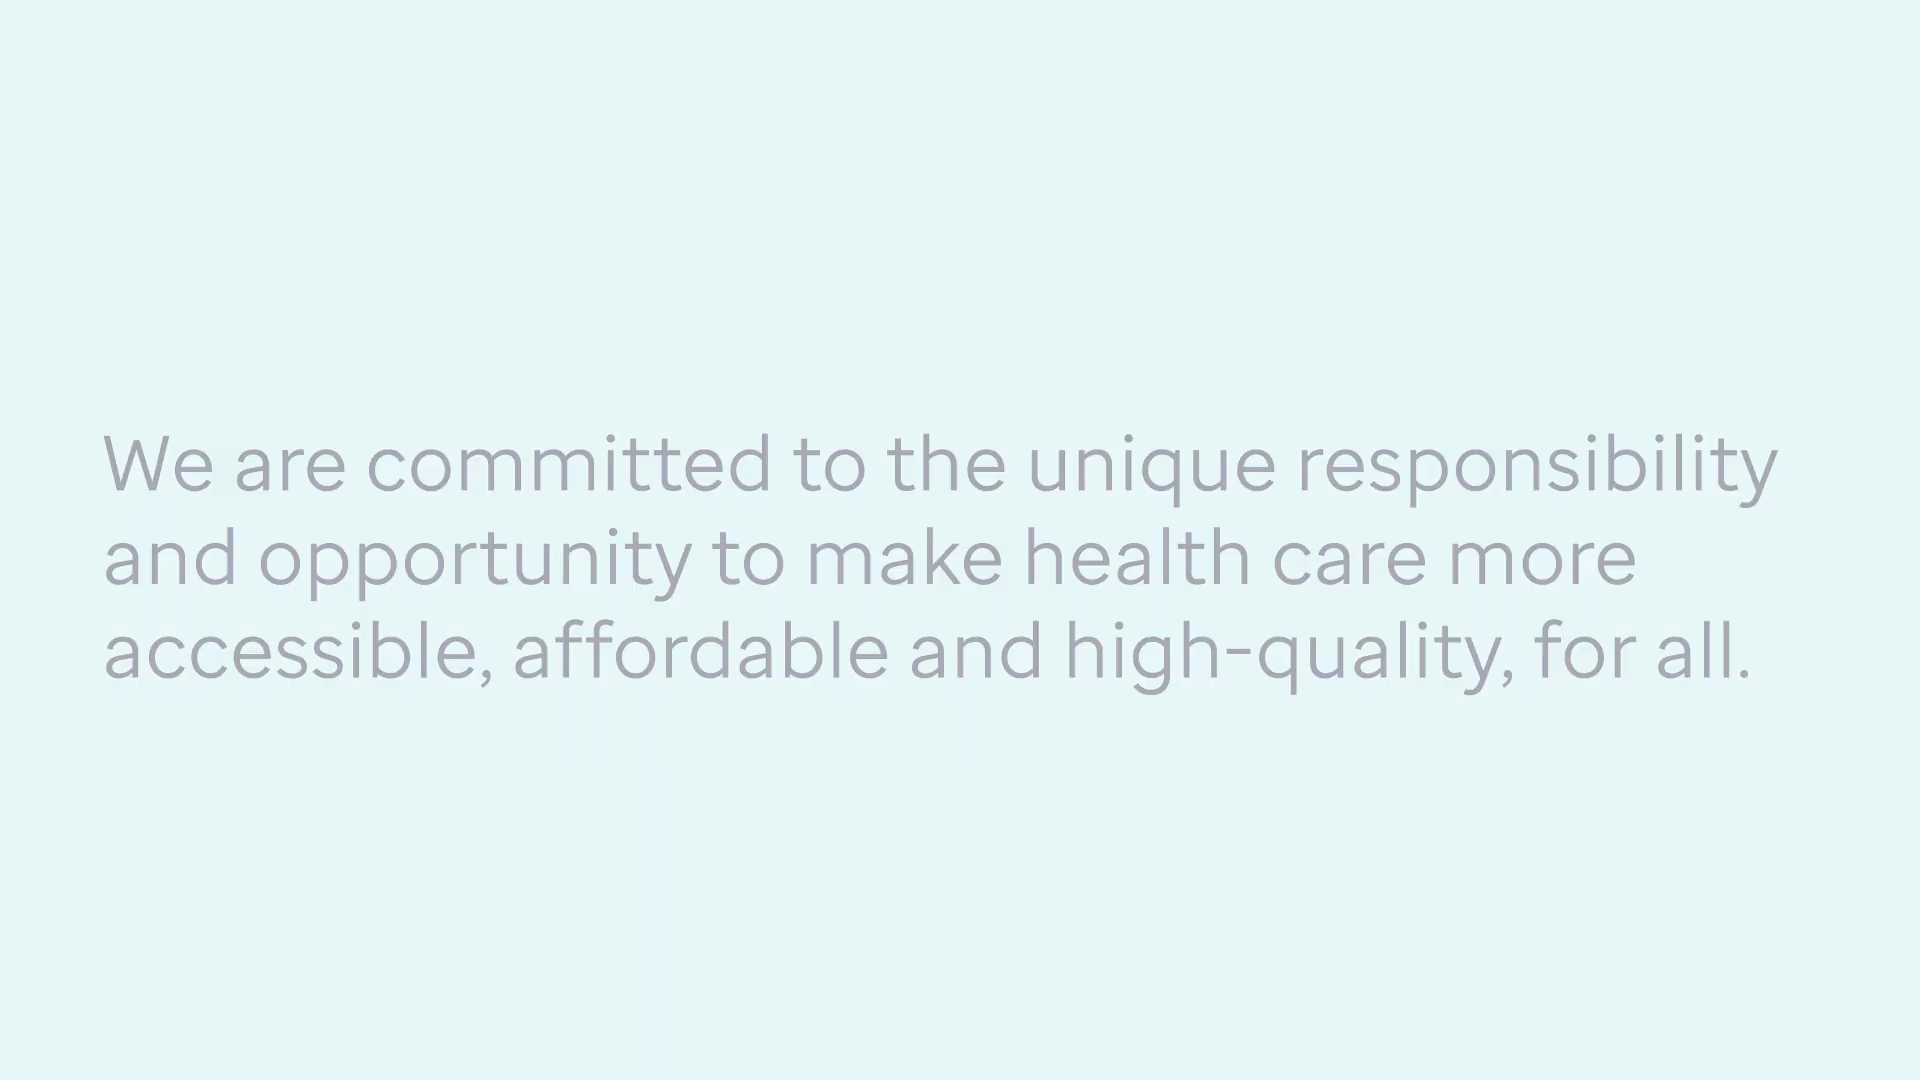 We are committed to the unique responsibility
and opportunity to make health care more
accessible, affordable and high-quality, for all.